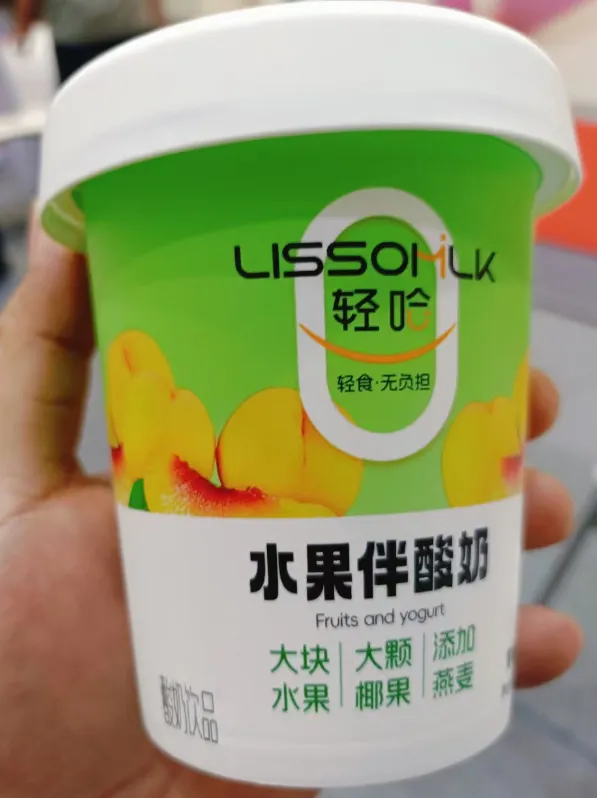 LISSOMiLK
轻哈
轻食·无负担
水果伴酸奶
Fruits and yogurt
大块水果
大颗椰果
添加燕麦
酸奶饮品